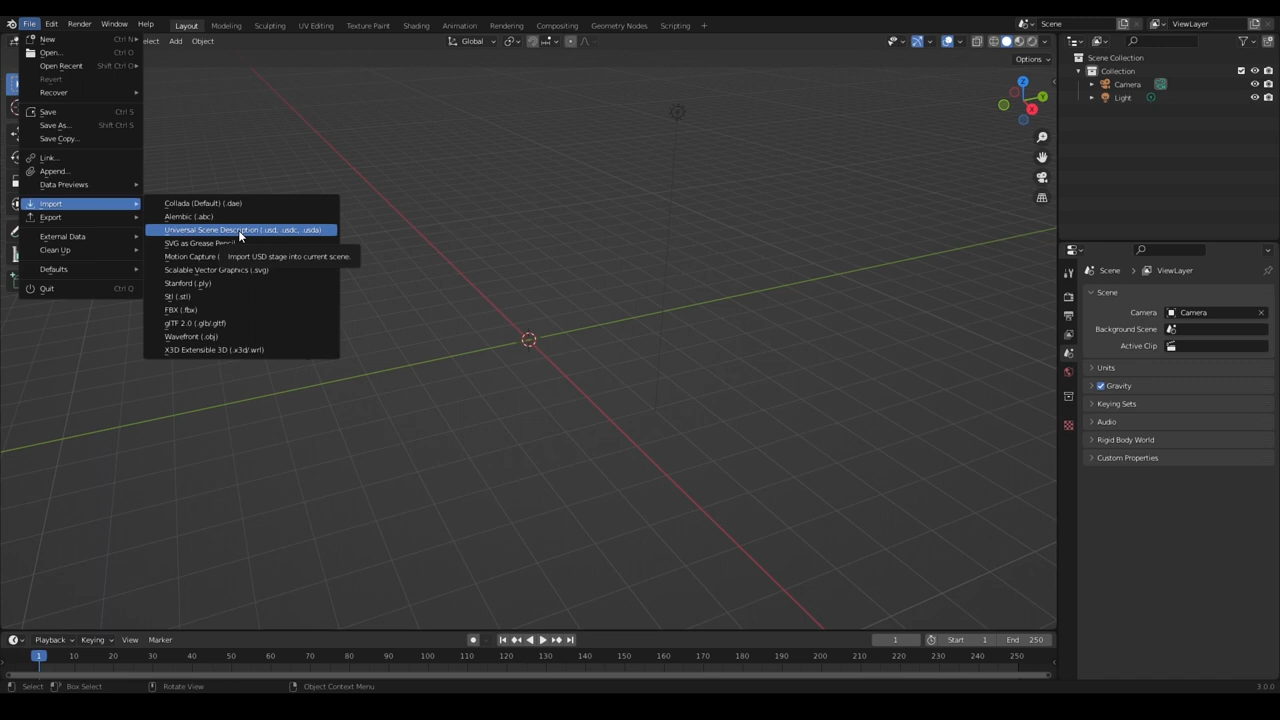 File Edit Render Window Help Layout Modeling Sculpting UV Editing Texture Paint Shading Animation Rendering Compositing Geometry Nodes Scripting + Scene ViewLayer
New Ctrl N
Open... Ctrl O
Open Recent Shift Ctrl O
Revert
Recover
Save Ctrl S
Save As... Shift Ctrl S
Save Copy...
Link...
Append...
Data Previews
Import
Export
External Data
Clean Up
Defaults
Quit Ctrl Q
Add Object Global
Options
Collada (Default) (.dae)
Alembic (.abc)
Universal Scene Description (.usd, .usdc, .usda)
SVG as Grease Pencil
Motion Capture (
Import USD stage into current scene.
Scalable Vector Graphics (.svg)
Stanford (.ply)
Stl (.stl)
FBX (.fbx)
glTF 2.0 (.glb/.gltf)
Wavefront (.obj)
X3D Extensible 3D (.x3d/.wrl)
Z
Y
X
Scene Collection
Collection
Camera
Light
Scene ViewLayer
Scene
Camera Camera
Background Scene
Active Clip
Units
Gravity
Keying Sets
Audio
Rigid Body World
Custom Properties
Playback Keying View Marker 1 Start 1 End 250
1 10 20 30 40 50 60 70 80 90 100 110 120 130 140 150 160 170 180 190 200 210 220 230 240 250
Select Box Select Rotate View Object Context Menu 3.0.0